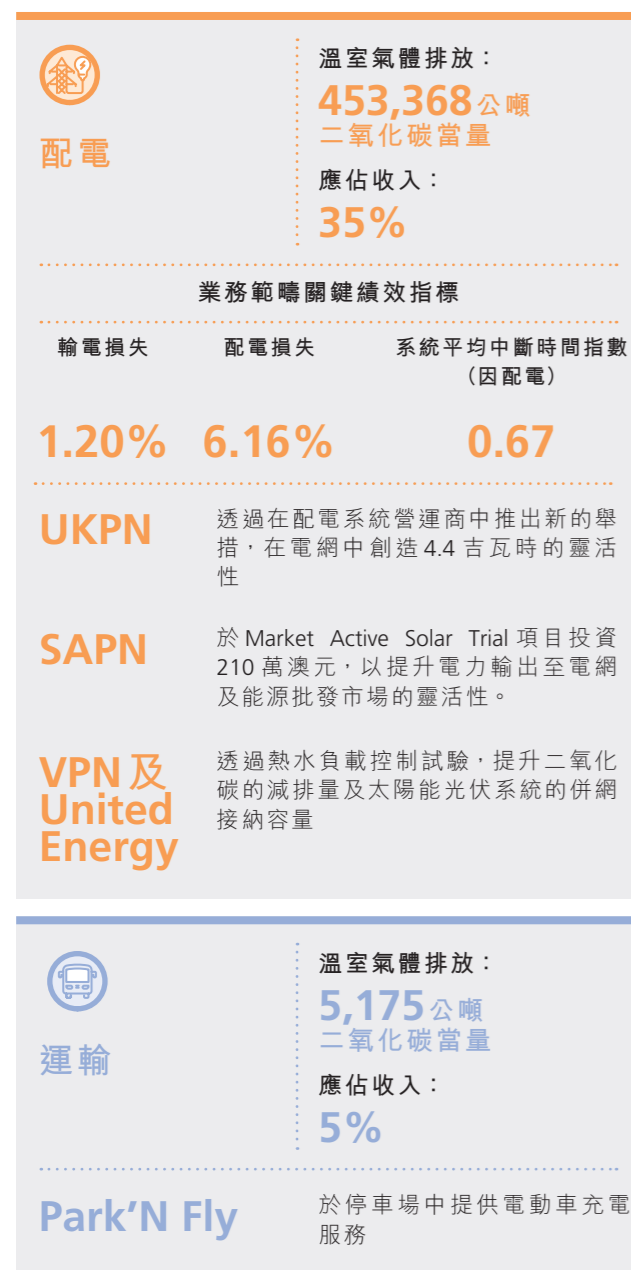 配電
溫室氣體排放：
453,368公噸
二氧化碳當量
應佔收入：
35%
業務範疇關鍵績效指標
輸電損失
配電損失
系統平均中斷時間指數
（因配電）
1.20%
6.16%
0.67
UKPN
透過在配電系統營運商中推出新的舉
措，在電網中創造4.4吉瓦時的靈活
性
SAPN
於Market Active Solar Trial項目投資
210萬澳元，以提升電力輸出至電網
及能源批發市場的靈活性。
VPN及
United
Energy
透過熱水負載控制試驗，提升二氧化
碳的減排量及太陽能光伏系統的併網
接納容量
運輸
溫室氣體排放：
5,175公噸
二氧化碳當量
應佔收入：
5%
Park’N Fly
於停車場中提供電動車充電
服務